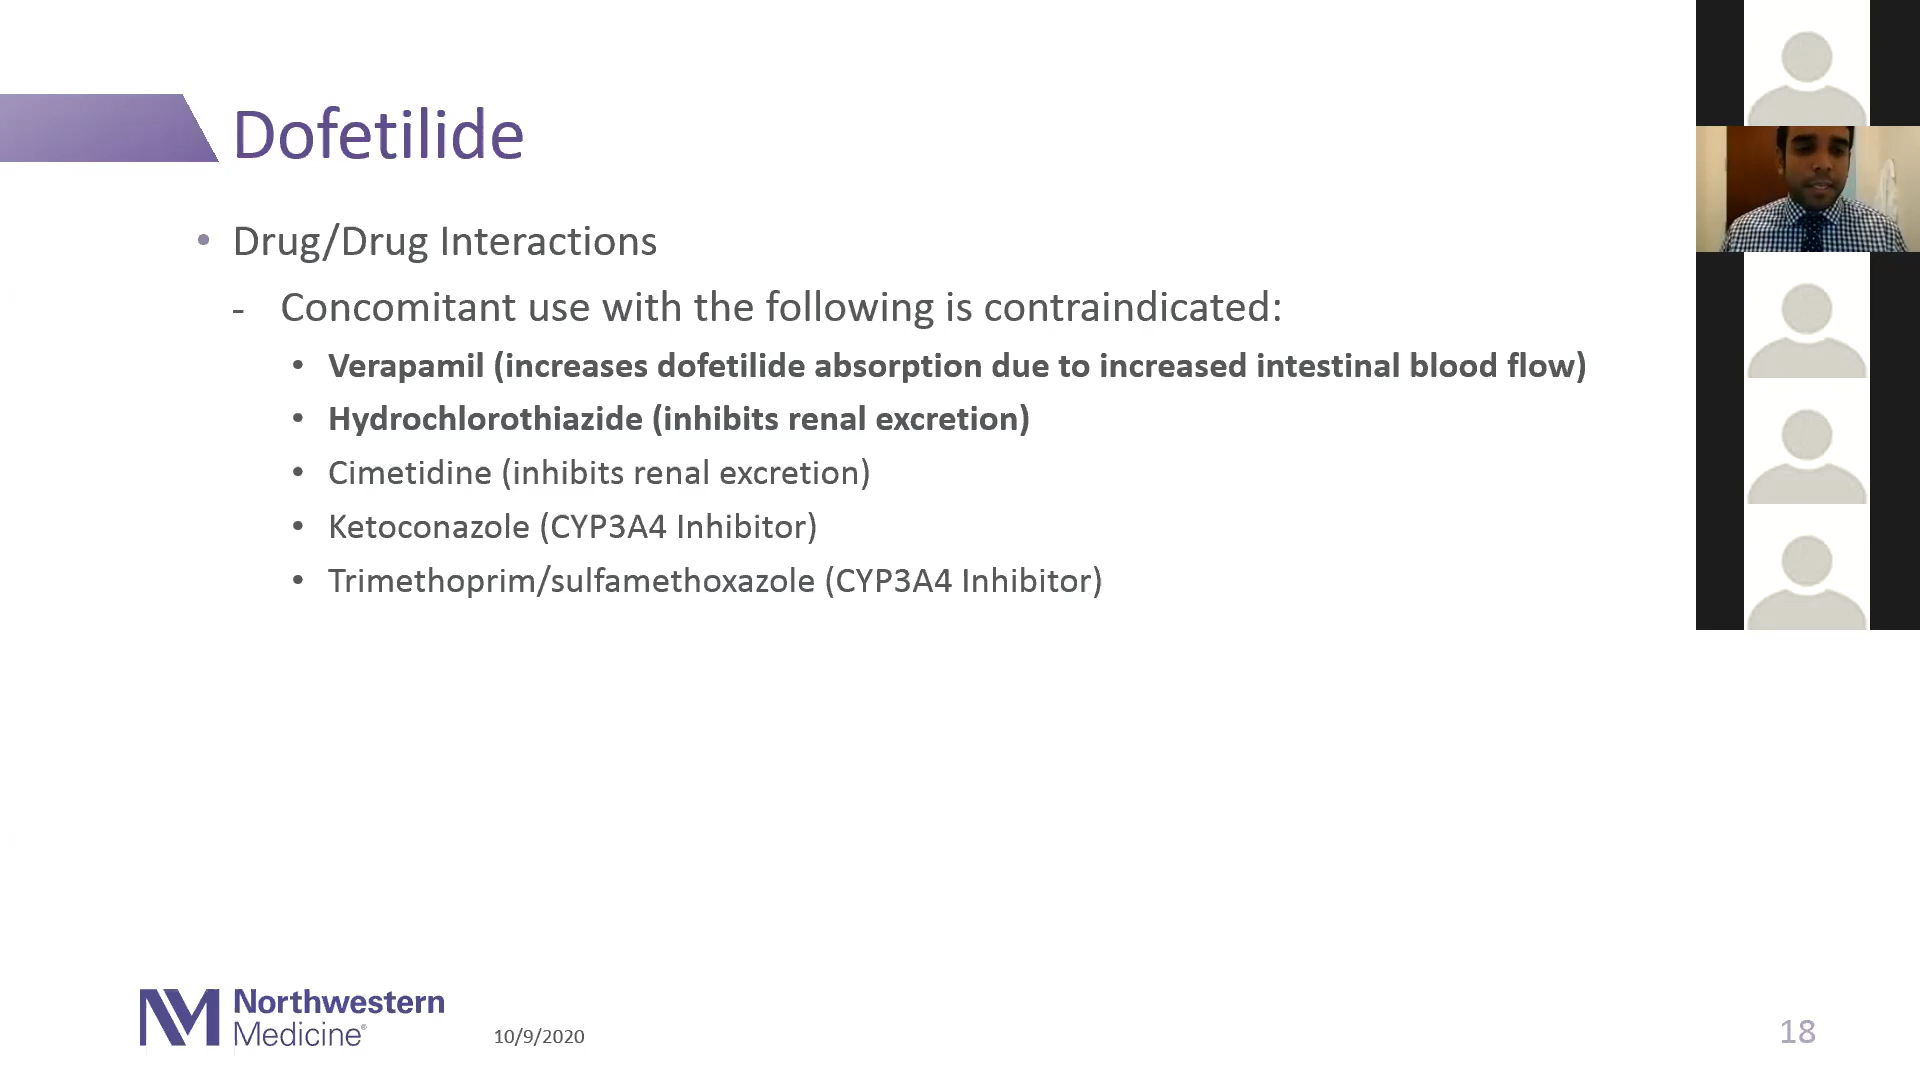 Dofetilide
• Drug/Drug Interactions
- Concomitant use with the following is contraindicated:
• Verapamil (increases dofetilide absorption due to increased intestinal blood flow)
• Hydrochlorothiazide (inhibits renal excretion)
• Cimetidine (inhibits renal excretion)
• Ketoconazole (CYP3A4 Inhibitor)
• Trimethoprim/sulfamethoxazole (CYP3A4 Inhibitor)
NM Northwestern
Medicine®
10/9/2020
18